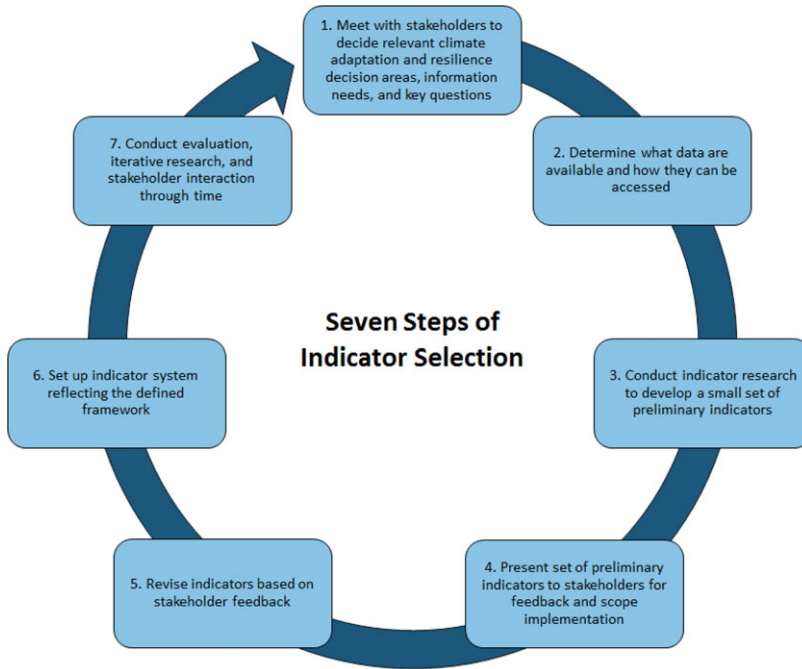 1. Meet with stakeholders to
decide relevant climate
adaptation and resilience
decision areas, information
needs, and key questions
2. Determine what data are
available and how they can be
accessed
3. Conduct indicator research
to develop a small set of
preliminary indicators
4. Present set of preliminary
indicators to stakeholders for
feedback and scope
implementation
5. Revise indicators based on
stakeholder feedback
6. Set up indicator system
reflecting the defined
framework
7. Conduct evaluation,
iterative research, and
stakeholder interaction
through time
Seven Steps of
Indicator Selection